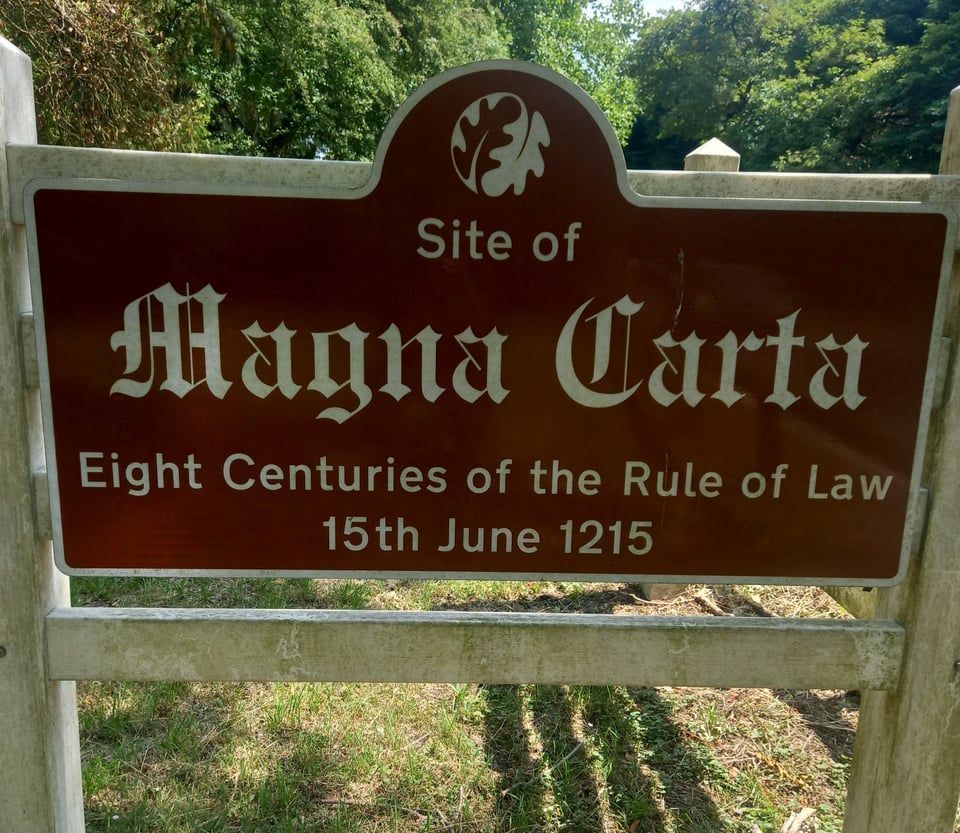 Site of
Magna Carta
Eight Centuries of the Rule of Law
15th June 1215